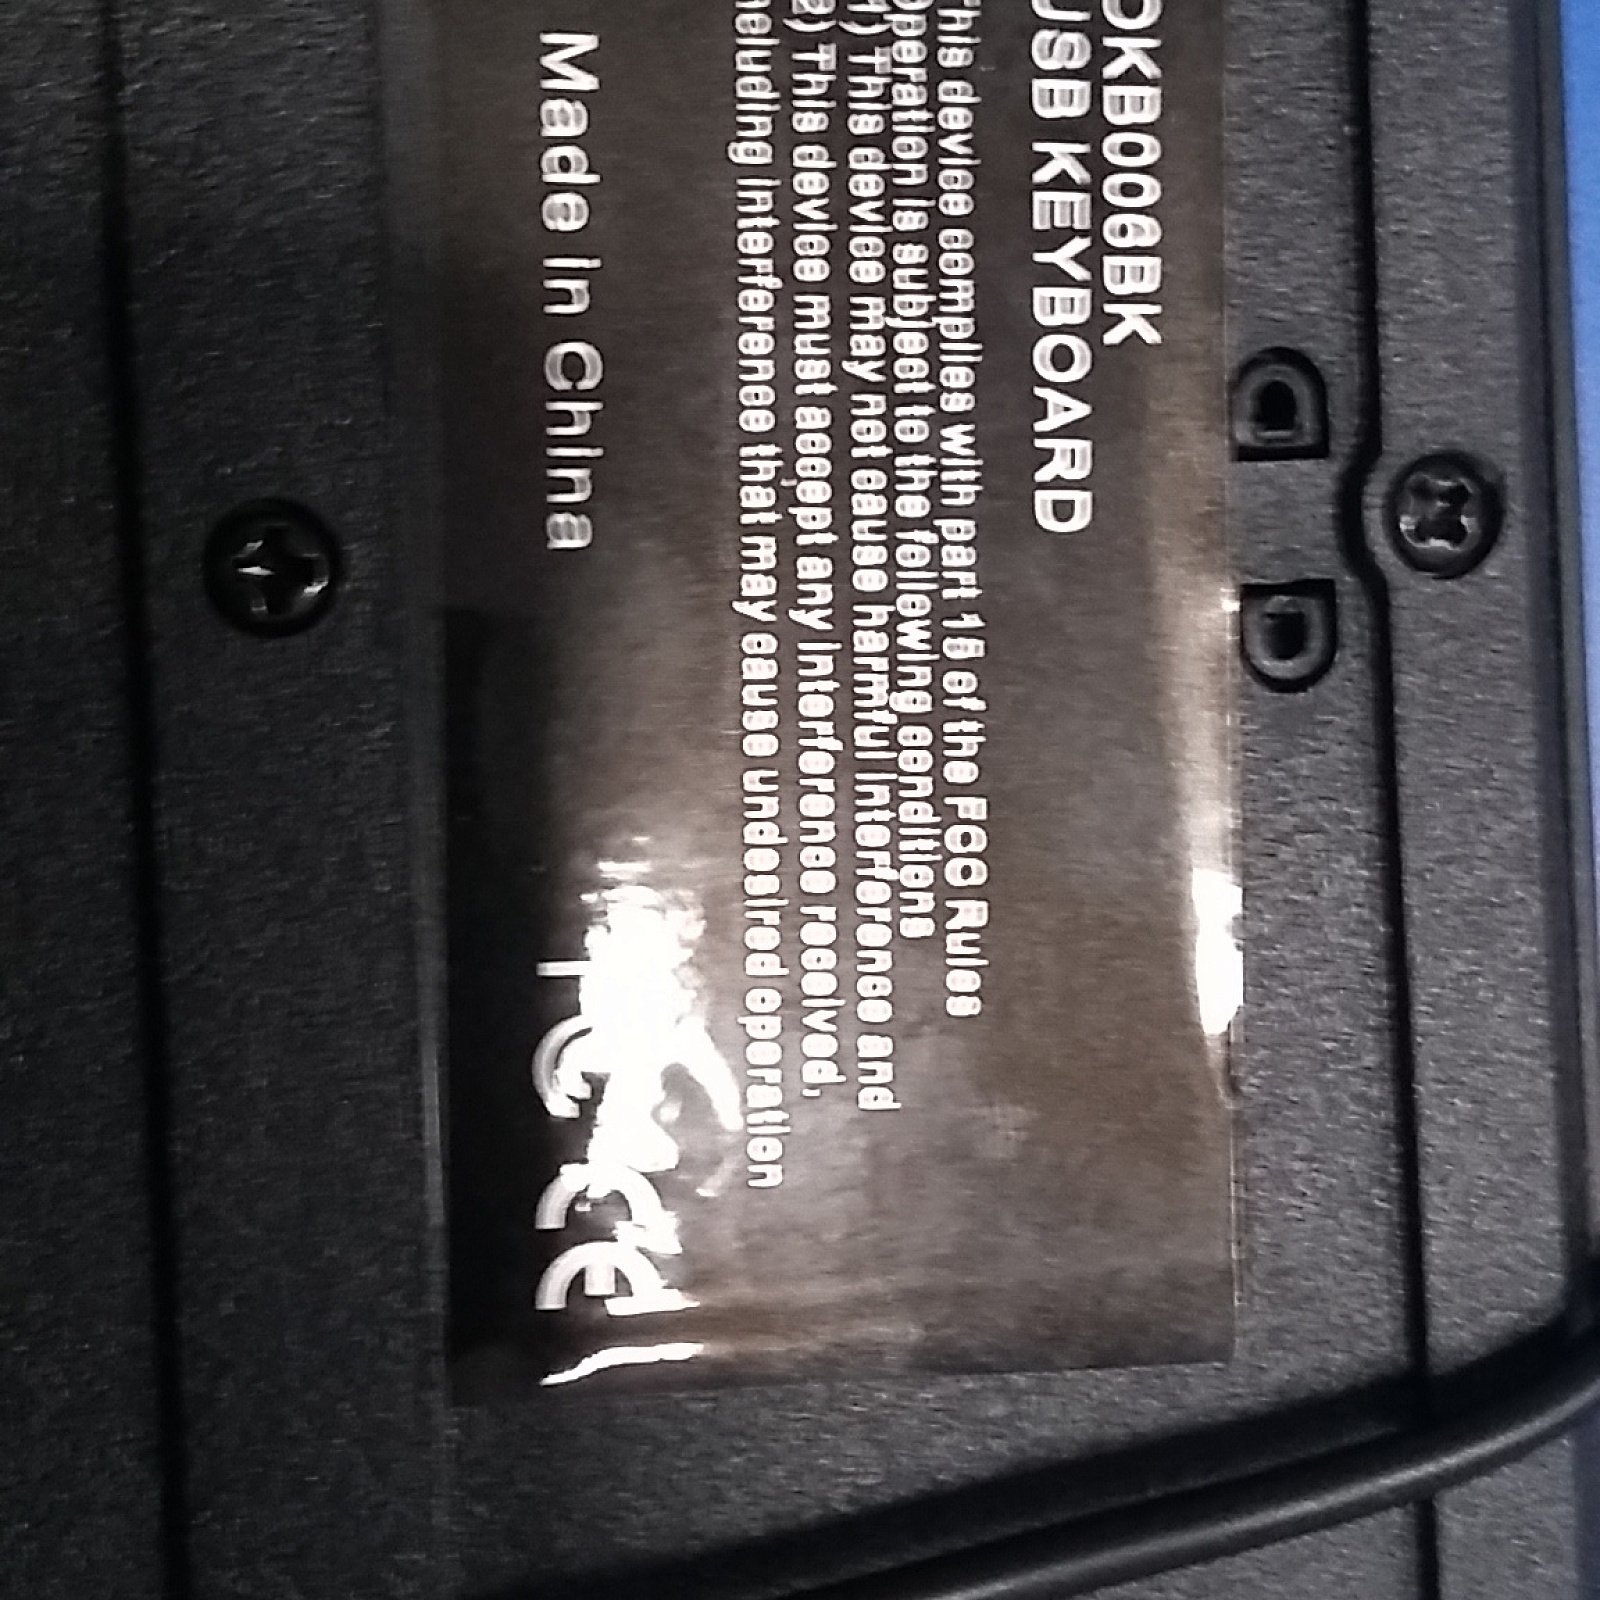 OKB006BK
USB KEYBOARD
This device complies with part 15 of the FCC Rules
Operation is subject to the following conditions
1) This device may not cause harmful interference and
2) This device must accept any interference received,
including interference that may cause undesired operation
Made In China
CE